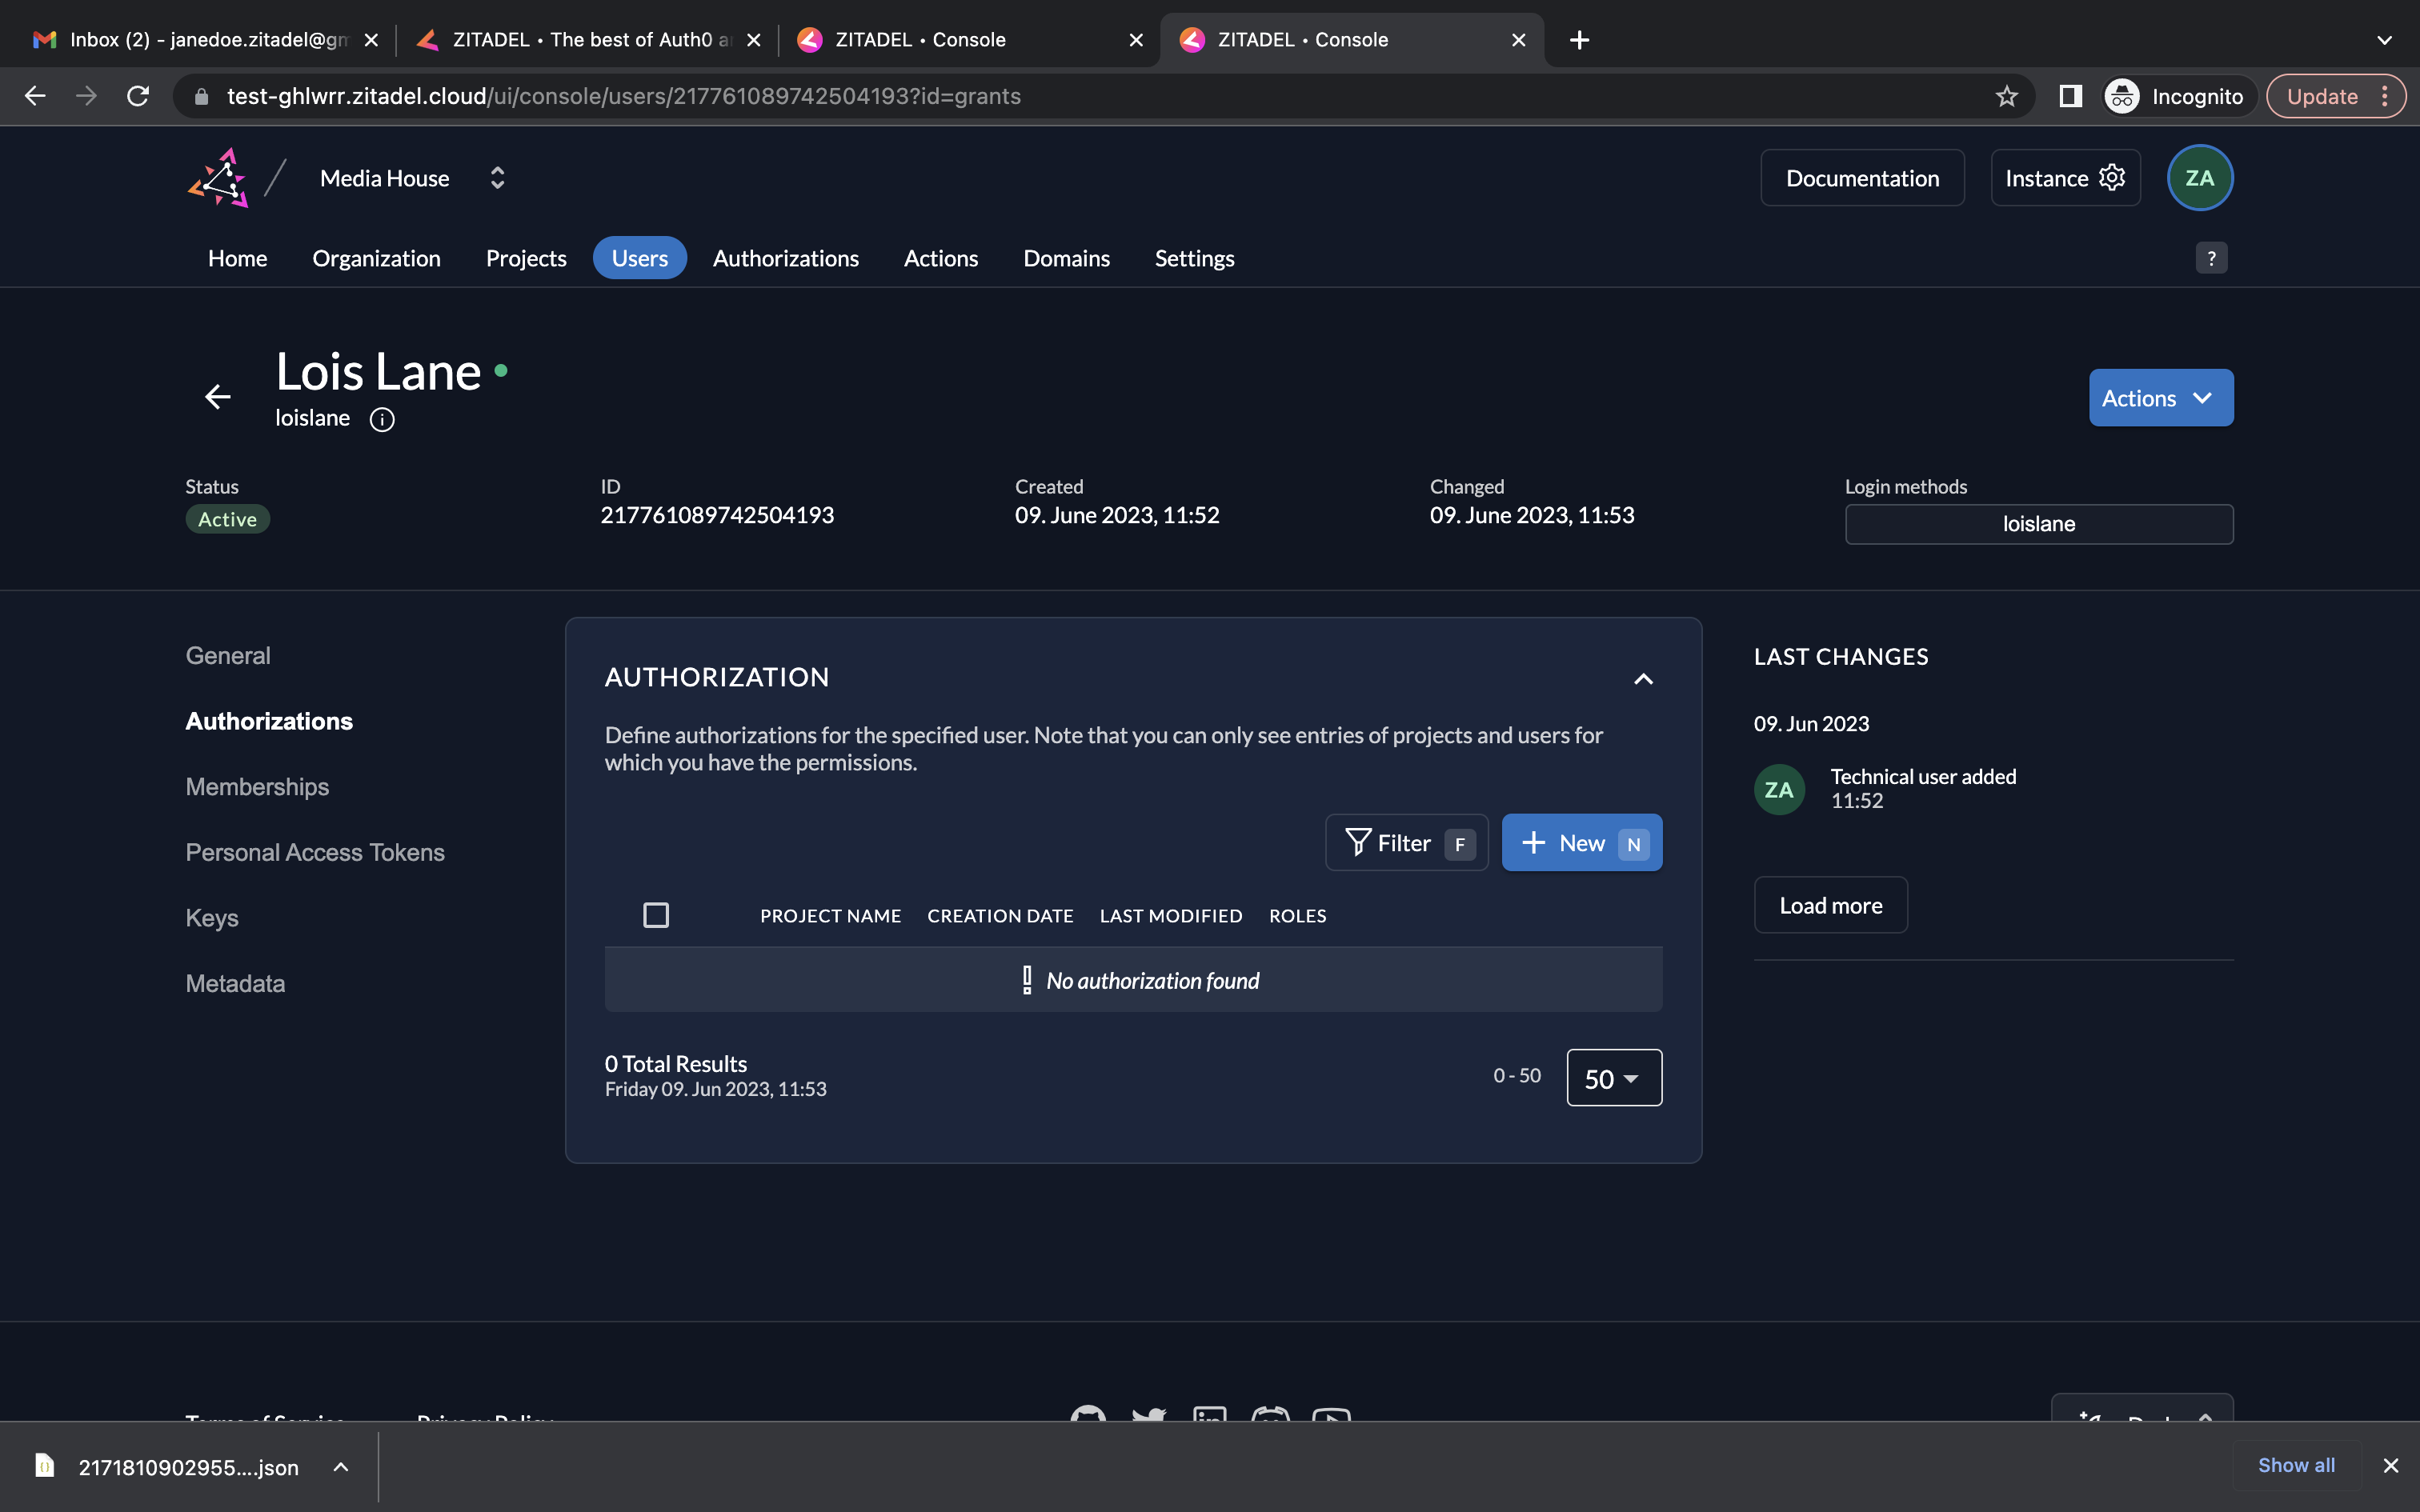 Inbox (2) - janedoe.zitadel@gm
ZITADEL • The best of Auth0 a
ZITADEL • Console
ZITADEL • Console
test-ghlwrr.zitadel.cloud/ui/console/users/217761089742504193?id=grants
Incognito
Update
Media House
Documentation
Instance
ZA
Home
Organization
Projects
Users
Authorizations
Actions
Domains
Settings
?
Lois Lane
loislane
Actions
Status
Active
ID
217761089742504193
Created
09. June 2023, 11:52
Changed
09. June 2023, 11:53
Login methods
loislane
General
Authorizations
Memberships
Personal Access Tokens
Keys
Metadata
AUTHORIZATION
Define authorizations for the specified user. Note that you can only see entries of projects and users for
which you have the permissions.
Filter F
New N
PROJECT NAME CREATION DATE LAST MODIFIED ROLES
No authorization found
0 Total Results
Friday 09. Jun 2023, 11:53
0 - 50
50
LAST CHANGES
09. Jun 2023
ZA
Technical user added
11:52
Load more
Terms of Service
Privacy Policy
2171810902955....json
Show all